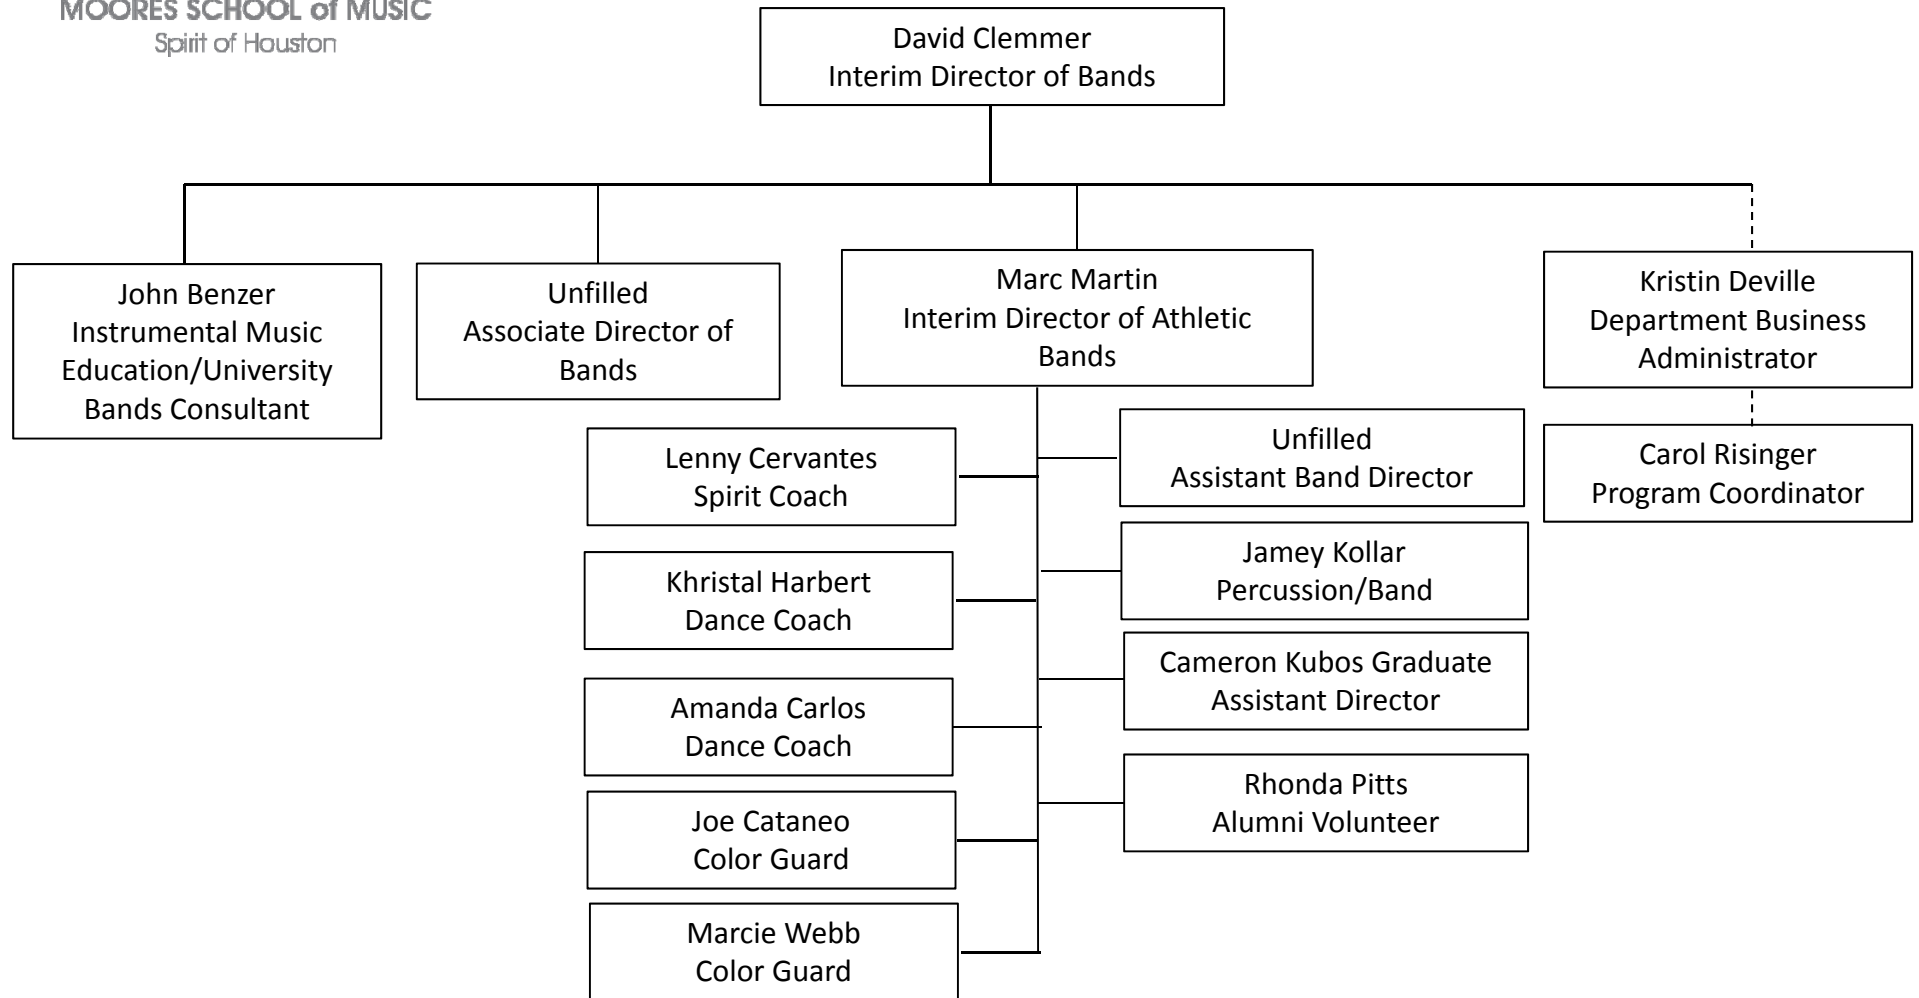 MOORES SCHOOL of MUSIC
Spirit of Houston
David Clemmer
Interim Director of Bands
John Benzer
Instrumental Music
Education/University
Bands Consultant
Unfilled
Associate Director of
Bands
Marc Martin
Interim Director of Athletic
Bands
Kristin Deville
Department Business
Administrator
Lenny Cervantes
Spirit Coach
Unfilled
Assistant Band Director
Carol Risinger
Program Coordinator
Khristal Harbert
Dance Coach
Jamey Kollar
Percussion/Band
Amanda Carlos
Dance Coach
Cameron Kubos Graduate
Assistant Director
Joe Cataneo
Color Guard
Rhonda Pitts
Alumni Volunteer
Marcie Webb
Color Guard